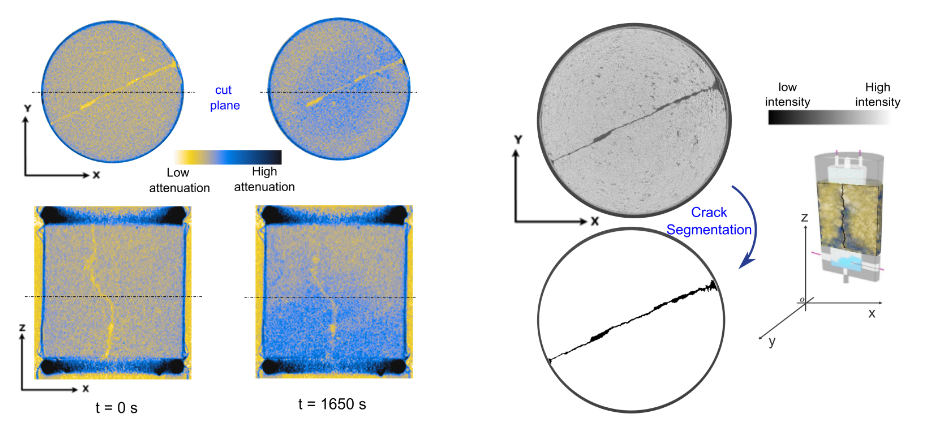 Y
X
cut
plane
Low
attenuation
High
attenuation
Z
X
t = 0 s
t = 1650 s
Y
X
Crack
Segmentation
low
intensity
High
intensity
Z
o
X
y